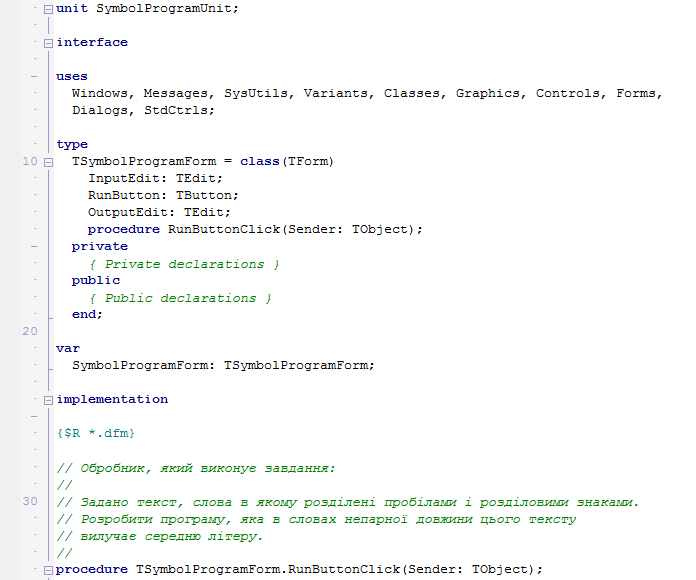 unit SymbolProgramUnit;
interface
uses
Windows, Messages, SysUtils, Variants, Classes, Graphics, Controls, Forms,
Dialogs, StdCtrls;
type
10 TSymbolProgramForm = class(TForm)
InputEdit: TEdit;
RunButton: TButton;
OutputEdit: TEdit;
procedure RunButtonClick(Sender: TObject);
private
{ Private declarations }
public
{ Public declarations }
end;
20
var
SymbolProgramForm: TSymbolProgramForm;
implementation
{$R *.dfm}
// Обробник, який виконує завдання:
//
30 // Задано текст, слова в якому розділені пробілами і розділовими знаками.
// Розробити програму, яка в словах непарної довжини цього тексту
// вилучає середню літеру.
//
procedure TSymbolProgramForm.RunButtonClick(Sender: TObject);